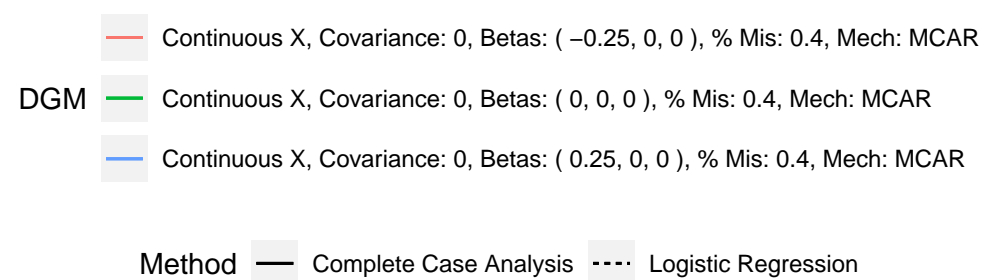 Continuous X, Covariance: 0, Betas: ( −0.25, 0, 0 ), % Mis: 0.4, Mech: MCAR
DGM Continuous X, Covariance: 0, Betas: ( 0, 0, 0 ), % Mis: 0.4, Mech: MCAR
Continuous X, Covariance: 0, Betas: ( 0.25, 0, 0 ), % Mis: 0.4, Mech: MCAR
Method Complete Case Analysis Logistic Regression